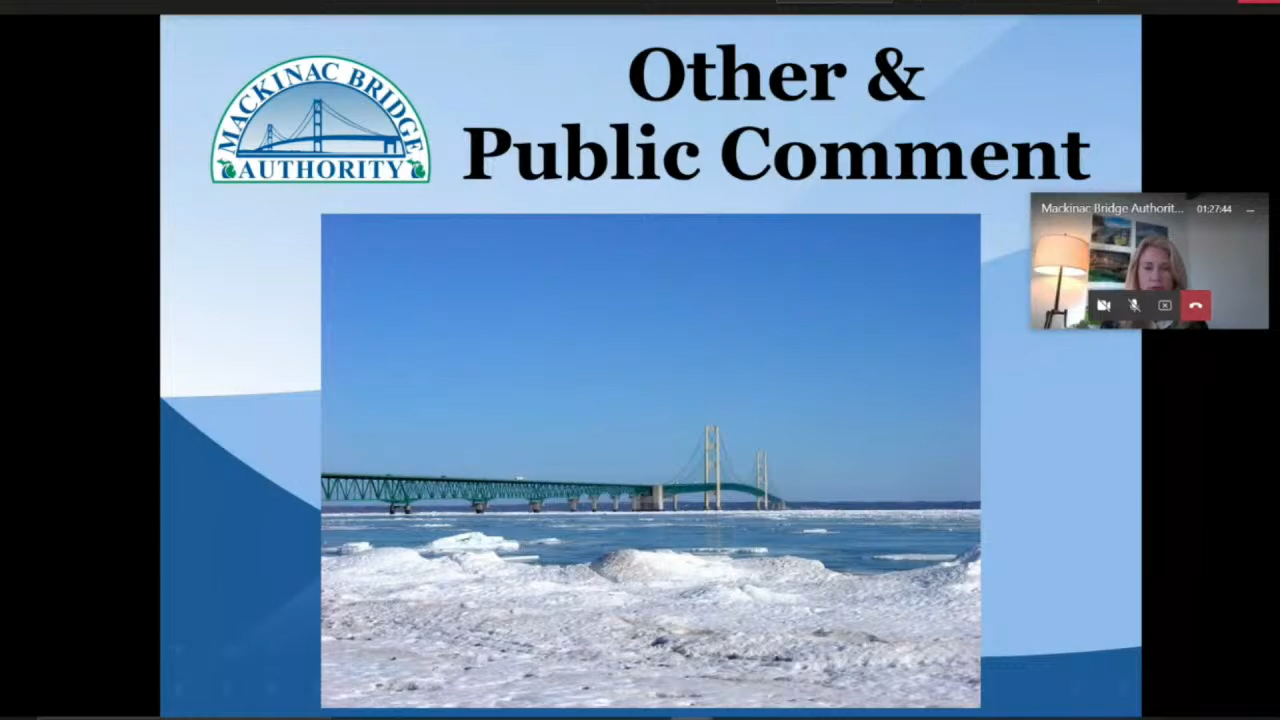 MACKINAC BRIDGE
AUTHORITY
Other &
Public Comment
Mackinac Bridge Authorit... 01:27:44